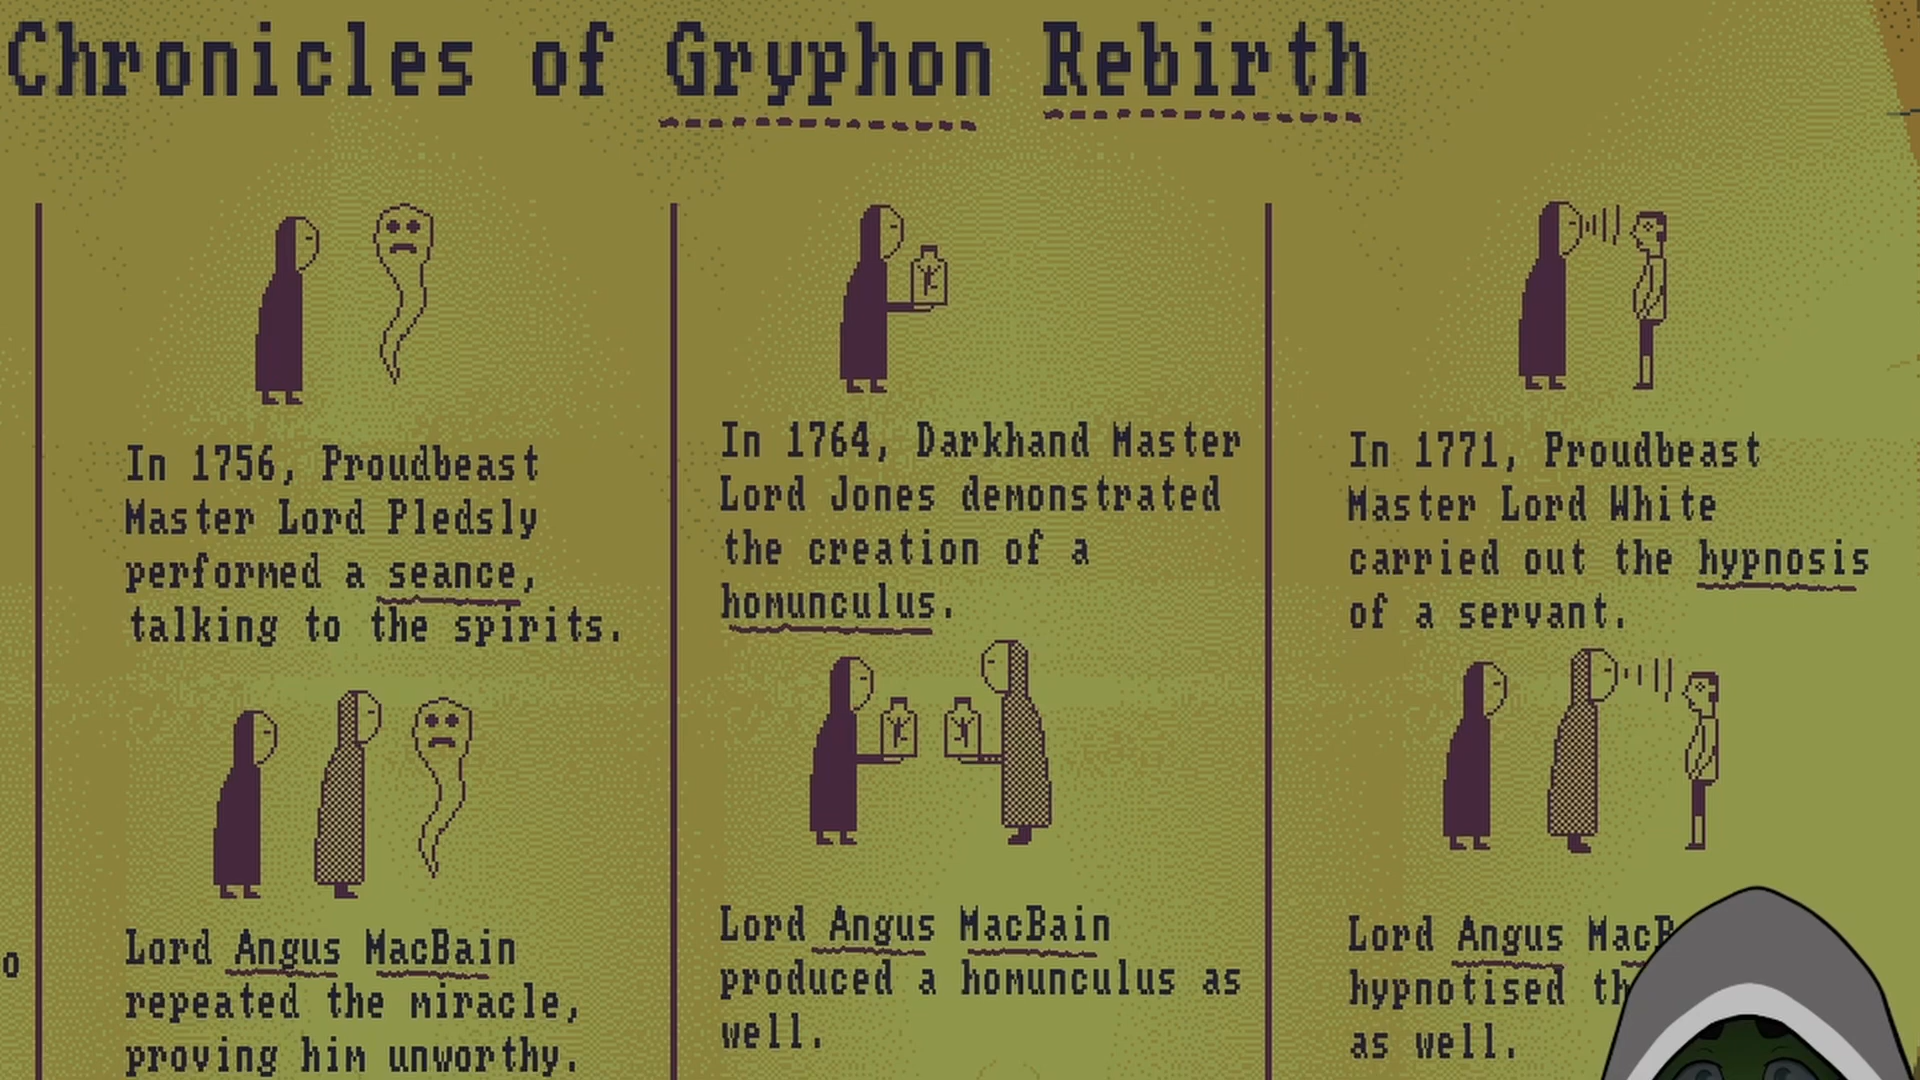 Chronicles of Gryphon Rebirth
In 1756, Proudbeast
Master Lord Pledsly
performed a seance,
talking to the spirits.
Lord Angus MacBain
repeated the miracle,
proving him unworthy.
In 1764, Darkhand Master
Lord Jones demonstrated
the creation of a
homunculus.
Lord Angus MacBain
produced a homunculus as
well.
In 1771, Proudbeast
Master Lord White
carried out the hypnosis
of a servant.
Lord Angus
hypnotised
as well.